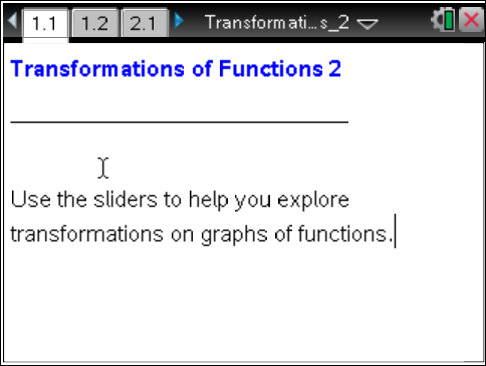 1.1 1.2 2.1 Transformati...s_2
Transformations of Functions 2
Use the sliders to help you explore
transformations on graphs of functions.